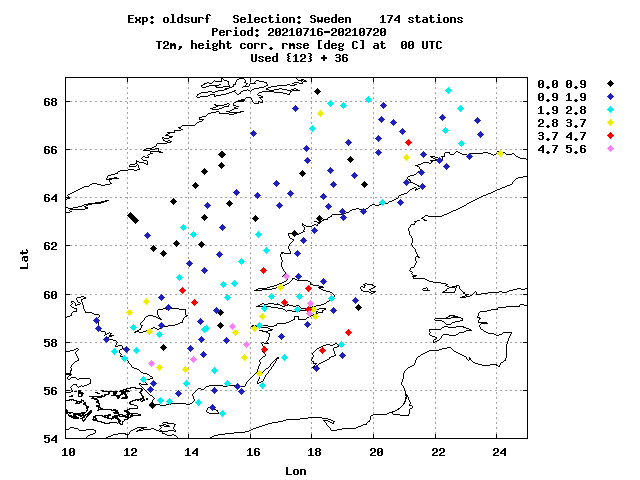 Exp: oldsurf   Selection: Sweden    174 stations
Period: 20210716-20210720
T2m, height corr. rmse [deg C] at  00 UTC
Used {12} + 36
0.0 0.9
0.9 1.9
1.9 2.8
2.8 3.7
3.7 4.7
4.7 5.6
68
66
64
62
60
58
56
54
Lat
10 12 14 16 18 20 22 24
Lon